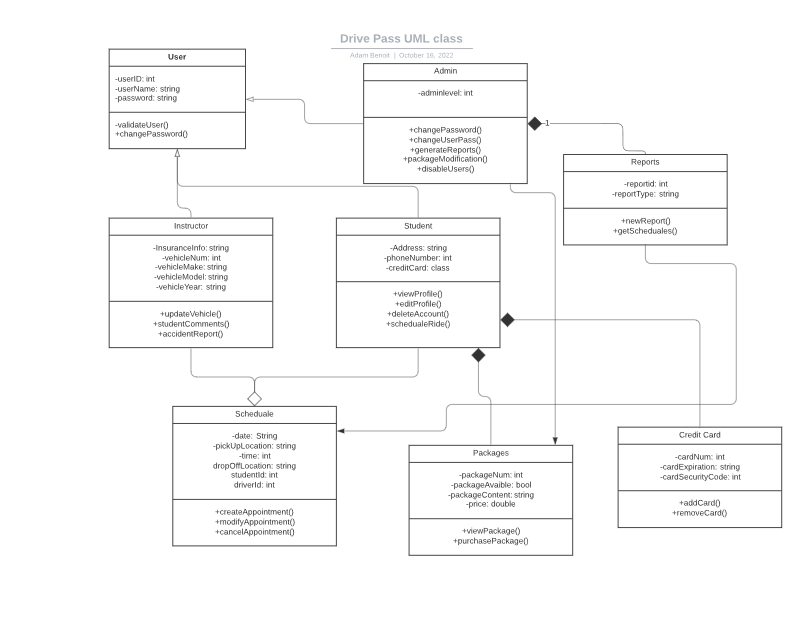 Drive Pass UML class
Adam Benoit | October 16, 2022
User
-userID: int
-userName: string
-password: string
-validateUser()
+changePassword()
Admin
-adminlevel: int
+changePassword()
+changeUserPass()
+generateReports()
+packageModification()
+disableUsers()
1
Reports
-reportid: int
-reportType: string
+newReport()
+getScheduales()
Instructor
-InsuranceInfo: string
-vehicleNum: int
-vehicleMake: string
-vehicleModel: string
-vehicleYear: string
+updateVehicle()
+studentComments()
+accidentReport()
Student
-Address: string
-phoneNumber: int
-creditCard: class
+viewProfile()
+editProfile()
+deleteAccount()
+schedualeRide()
Scheduale
-date: String
-pickUpLocation: string
-time: int
dropOffLocation: string
studentId: int
driverId: int
+createAppointment()
+modifyAppointment()
+cancelAppointment()
Packages
-packageNum: int
-packageAvaible: bool
-packageContent: string
-price: double
+viewPackage()
+purchasePackage()
Credit Card
-cardNum: int
-cardExpiration: string
-cardSecurityCode: int
+addCard()
+removeCard()